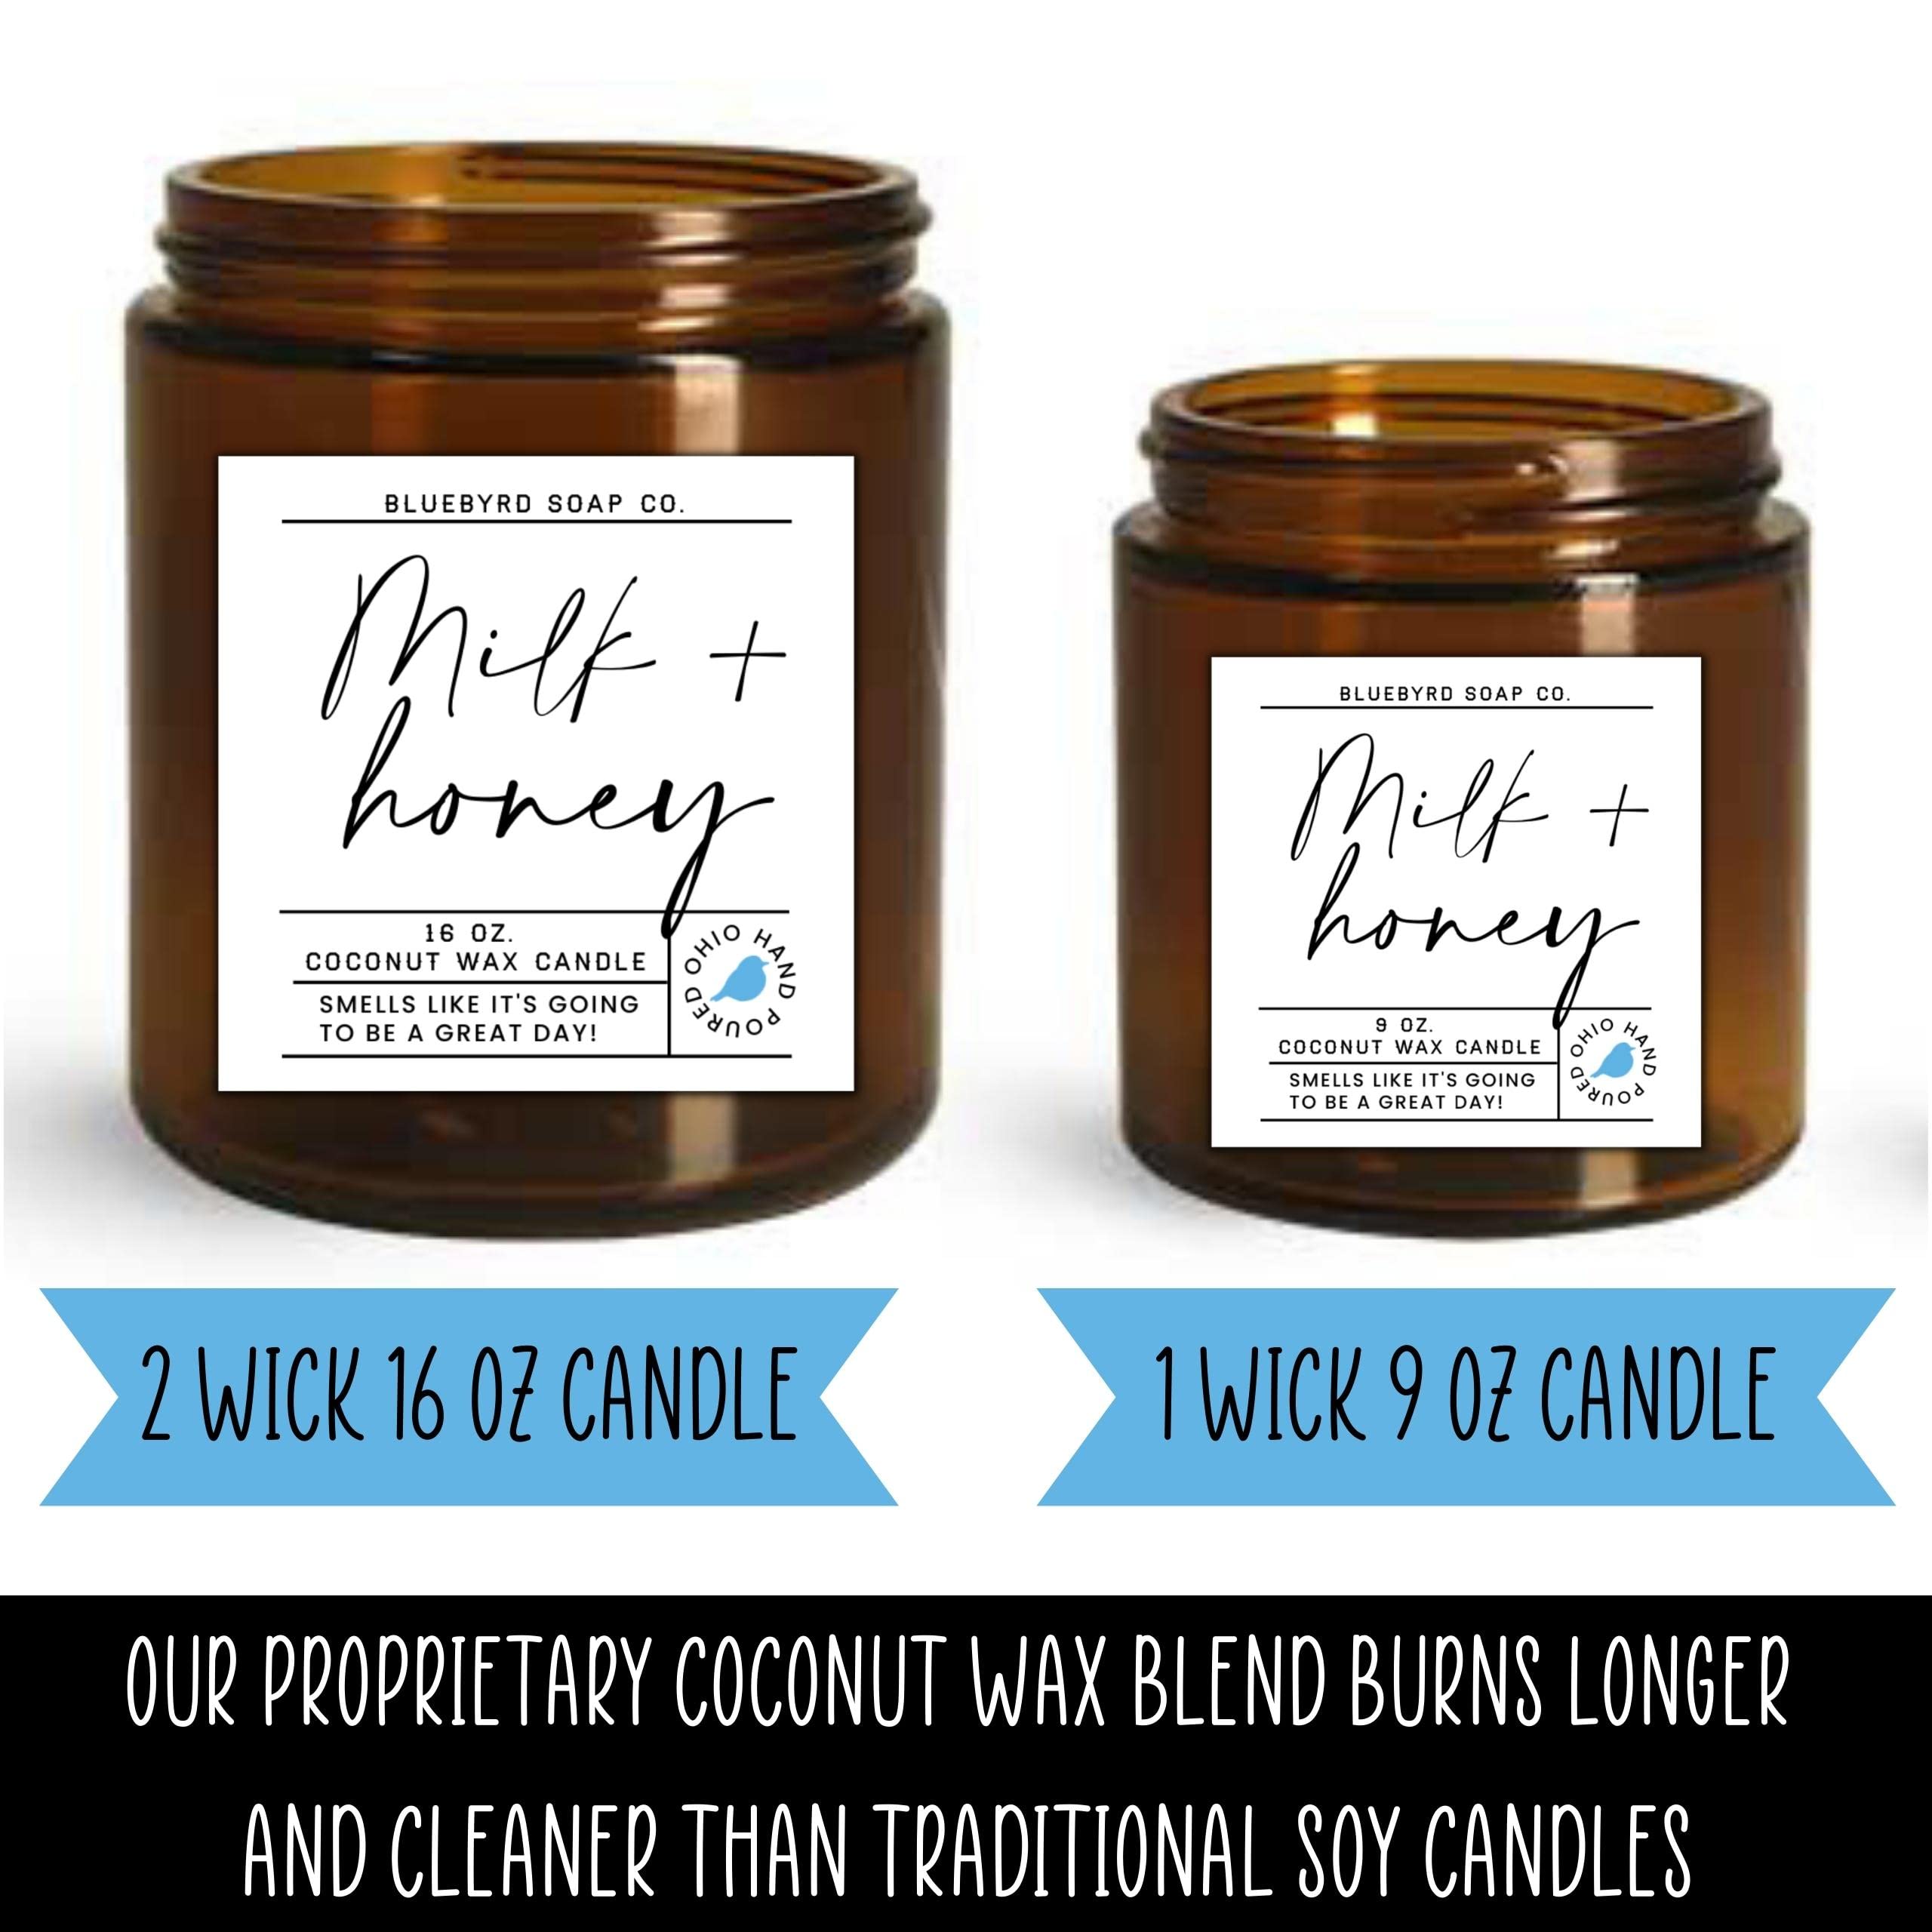 BLUEBYRD SOAP CO.
Milk +
honey
16 OZ.
COCONUT WAX CANDLE
SMELLS LIKE IT'S GOING
TO BE A GREAT DAY!
OHIO HAND POURED
BLUEBYRD SOAP CO.
Milk +
honey
9 OZ.
COCONUT WAX CANDLE
SMELLS LIKE IT'S GOING
TO BE A GREAT DAY!
OHIO HAND POURED
2 WICK 16 OZ CANDLE
1 WICK 9 OZ CANDLE
OUR PROPRIETARY COCONUT WAX BLEND BURNS LONGER
AND CLEANER THAN TRADITIONAL SOY CANDLES